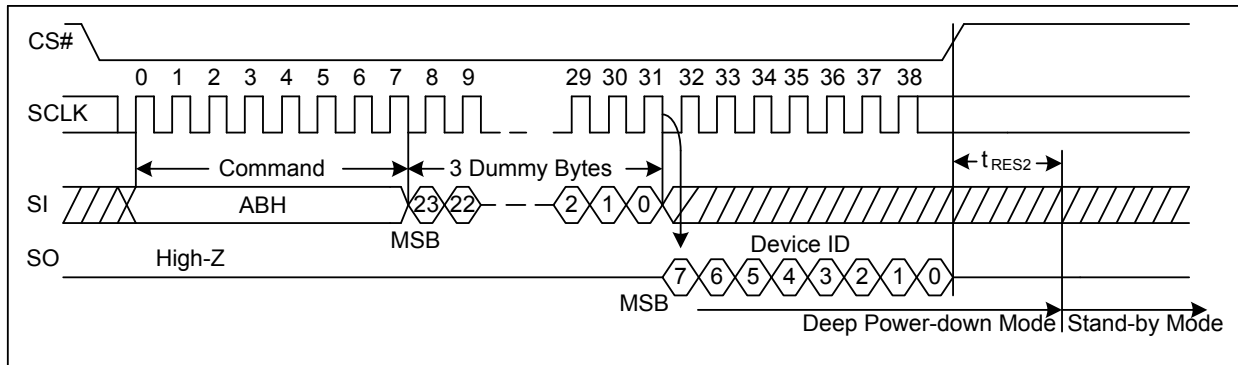 CS#
0 1 2 3 4 5 6 7 8 9 29 30 31 32 33 34 35 36 37 38
SCLK
Command 3 Dummy Bytes tRES2
SI ABH 23 22 2 1 0
MSB
SO High-Z Device ID
7 6 5 4 3 2 1 0
MSB
Deep Power-down Mode Stand-by Mode